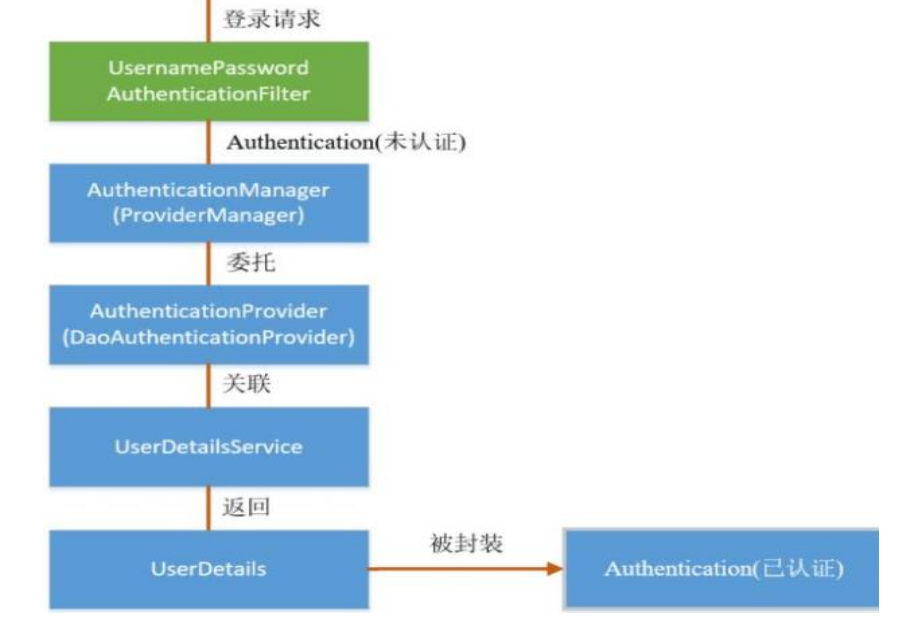 登录请求
UsernamePassword
AuthenticationFilter
Authentication(未认证)
AuthenticationManager
(ProviderManager)
委托
AuthenticationProvider
(DaoAuthenticationProvider)
关联
UserDetailsService
返回
UserDetails
被封装
Authentication(已认证)